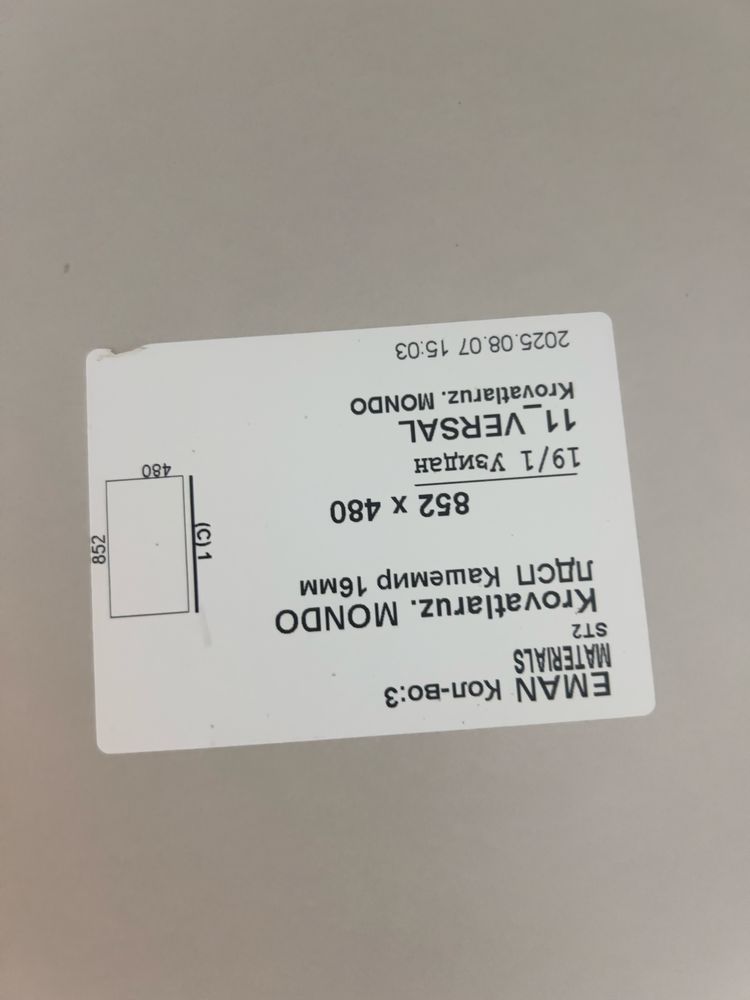 EMAN Кол-во:3
MATERIALS
ST2
Krovatlaruz. MONDO
ЛДСП Кашемир 16мм
852 x 480
19/1 Узидан
11_VERSAL
Krovatlaruz. MONDO
2025.08.07 15:03
(C) 1
852
480